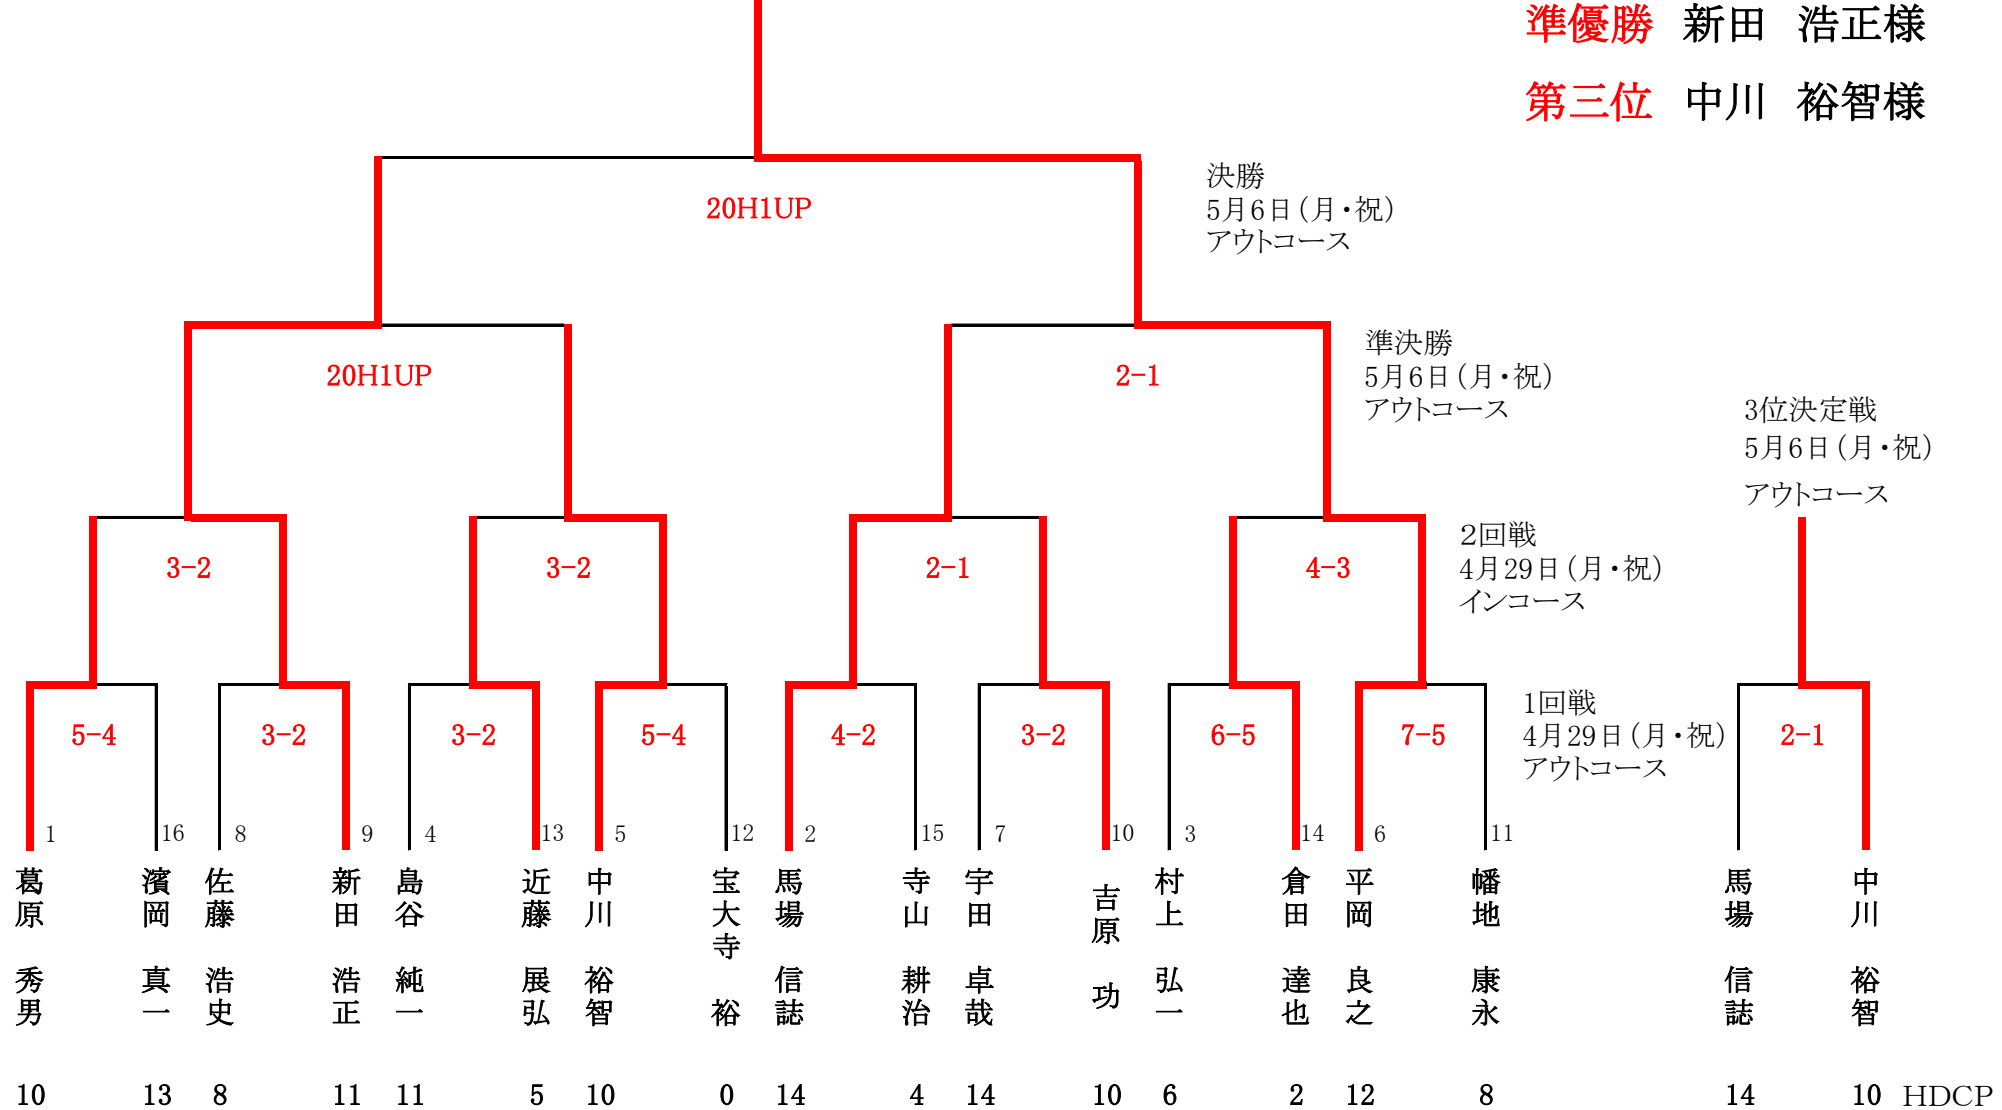 準優勝 新田 浩正様
第三位 中川 裕智様
決勝
5月6日(月・祝)
アウトコース
20H1UP
準決勝
5月6日(月・祝)
アウトコース
20H1UP
2-1
3位決定戦
5月6日(月・祝)
アウトコース
2回戦
4月29日(月・祝)
インコース
3-2
3-2
2-1
4-3
1回戦
4月29日(月・祝)
アウトコース
5-4
3-2
3-2
5-4
4-2
3-2
6-5
7-5
2-1
1
16
8
9
4
13
5
12
2
15
7
10
3
14
6
11
葛原 秀男
濱岡 真一
佐藤 浩史
新田 浩正
島谷 純一
近藤 展弘
中川 裕智
宝大寺 裕
馬場 信誌
寺山 耕治
宇田 卓哉
吉原 功
村上 弘一
倉田 達也
平岡 良之
幡地 康永
馬場 信誌
中川 裕智
10 13 8 11 11 5 10 0 14 4 14 10 6 2 12 8 14 10 HDCP